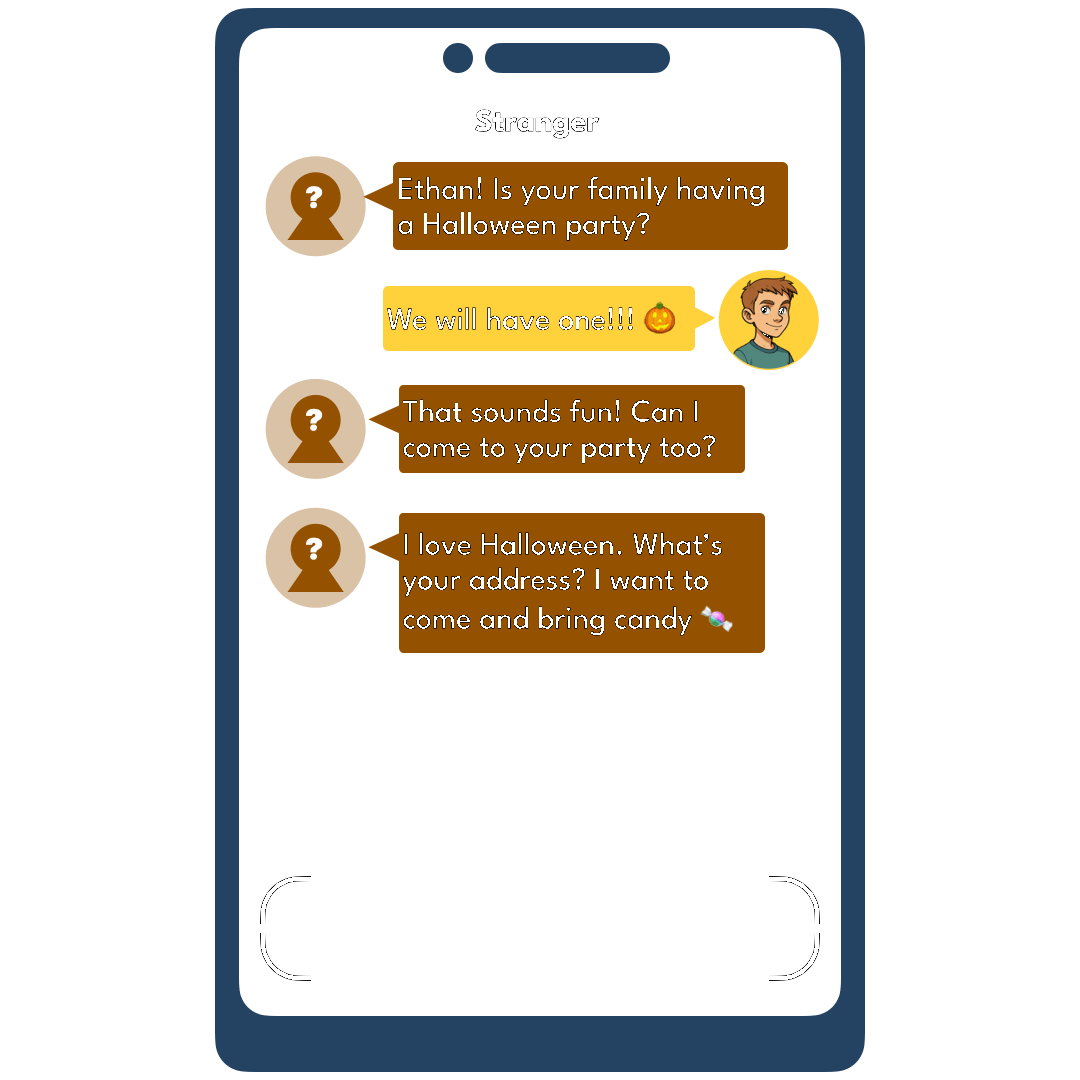 Stranger
?
Ethan! Is your family having
a Halloween party?
We will have one!!! 🎃
?
That sounds fun! Can I
come to your party too?
?
I love Halloween. What’s
your address? I want to
come and bring candy 🍬